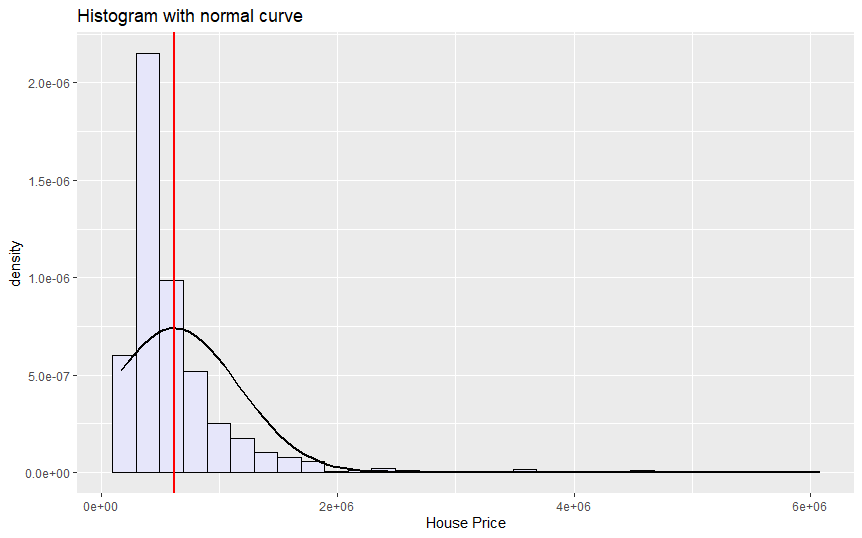 Histogram with normal curve
density
2.0e-06
1.5e-06
1.0e-06
5.0e-07
0.0e+00
0e+00 2e+06 4e+06 6e+06
House Price